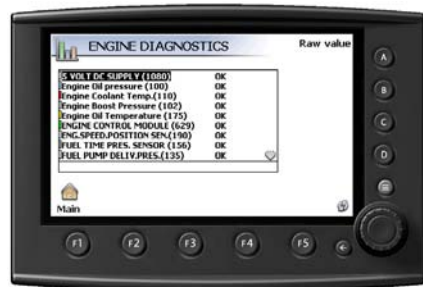 ENGINE DIAGNOSTICS
Raw value
5 VOLT DC SUPPLY (1080) OK
Engine Oil pressure (100) OK
Engine Coolant Temp.(110) OK
Engine Boost Pressure (102) OK
Engine Oil Temperature (175) OK
ENGINE CONTROL MODULE (629) OK
ENG.SPEED.POSITION SEN.(190) OK
FUEL TIME PRES. SENSOR (156) OK
FUEL PUMP DELIV.PRES.(135) OK
Main
A
B
C
D
F1 F2 F3 F4 F5